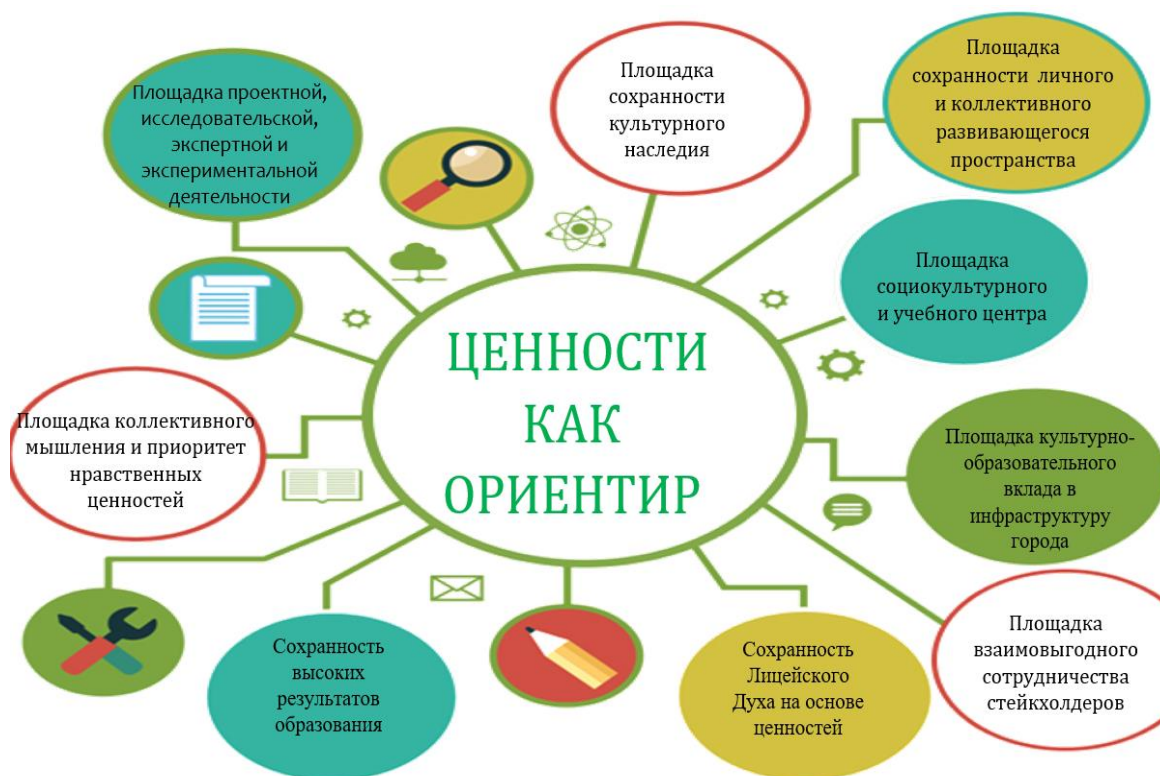 Площадка проектной,
исследовательской,
экспертной и
экспериментальной
деятельности
Площадка
сохранности
культурного
наследия
Площадка
сохранности личного
и коллективного
развивающегося
пространства
Площадка
социокультурного
и учебного центра
ЦЕННОСТИ
КАК
ОРИЕНТИР
Площадка коллективного
мышления и приоритет
нравственных
ценностей
Площадка культурно-
образовательного
вклада в
инфраструктуру
города
Сохранность
высоких
результатов
образования
Сохранность
Лицейского
Духа на основе
ценностей
Площадка
взаимовыгодного
сотрудничества
стейкхолдеров